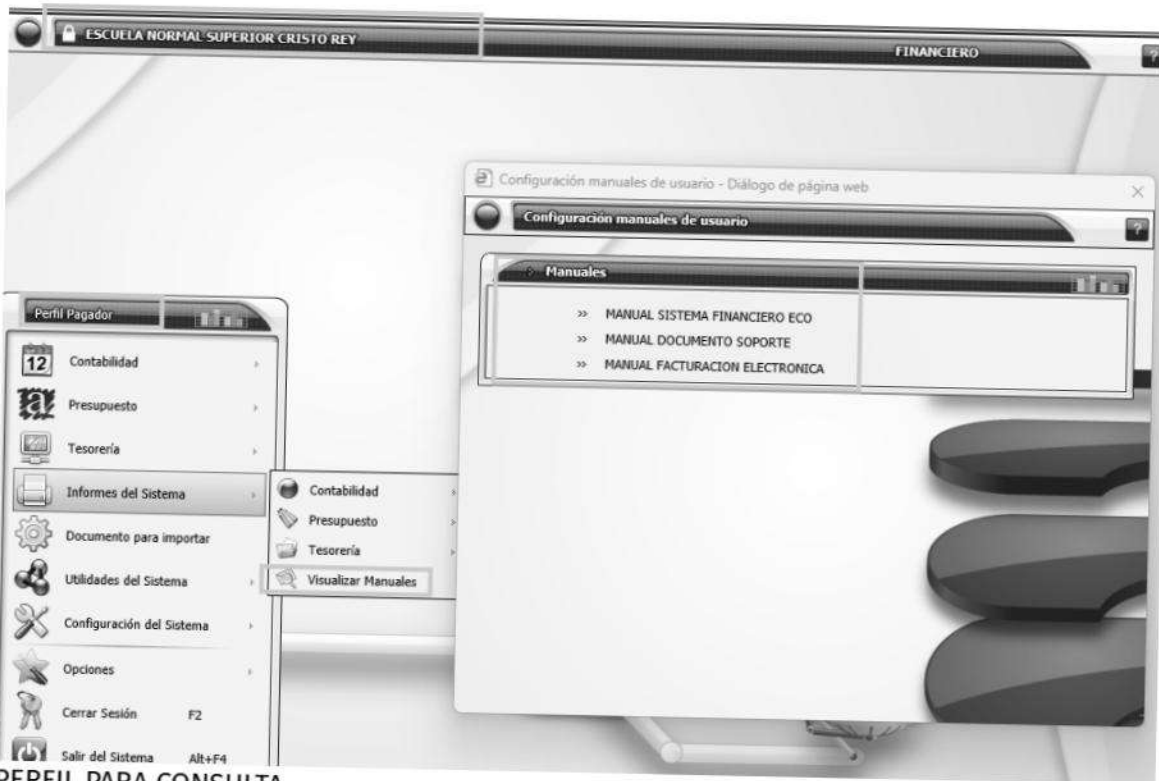 ESCUELA NORMAL SUPERIOR CRISTO REY
FINANCIERO
?
Configuración manuales de usuario - Diálogo de página web
Configuración manuales de usuario
?
Manuales
>> MANUAL SISTEMA FINANCIERO ECO
>> MANUAL DOCUMENTO SOPORTE
>> MANUAL FACTURACION ELECTRONICA
Perfil Pagador
12 Contabilidad
Presupuesto
Tesorería
Informes del Sistema
Documento para importar
Utilidades del Sistema
Configuración del Sistema
Opciones
Cerrar Sesión F2
Salir del Sistema Alt+F4
Contabilidad
Presupuesto
Tesorería
Visualizar Manuales
PERFIL PARA CONSULTA